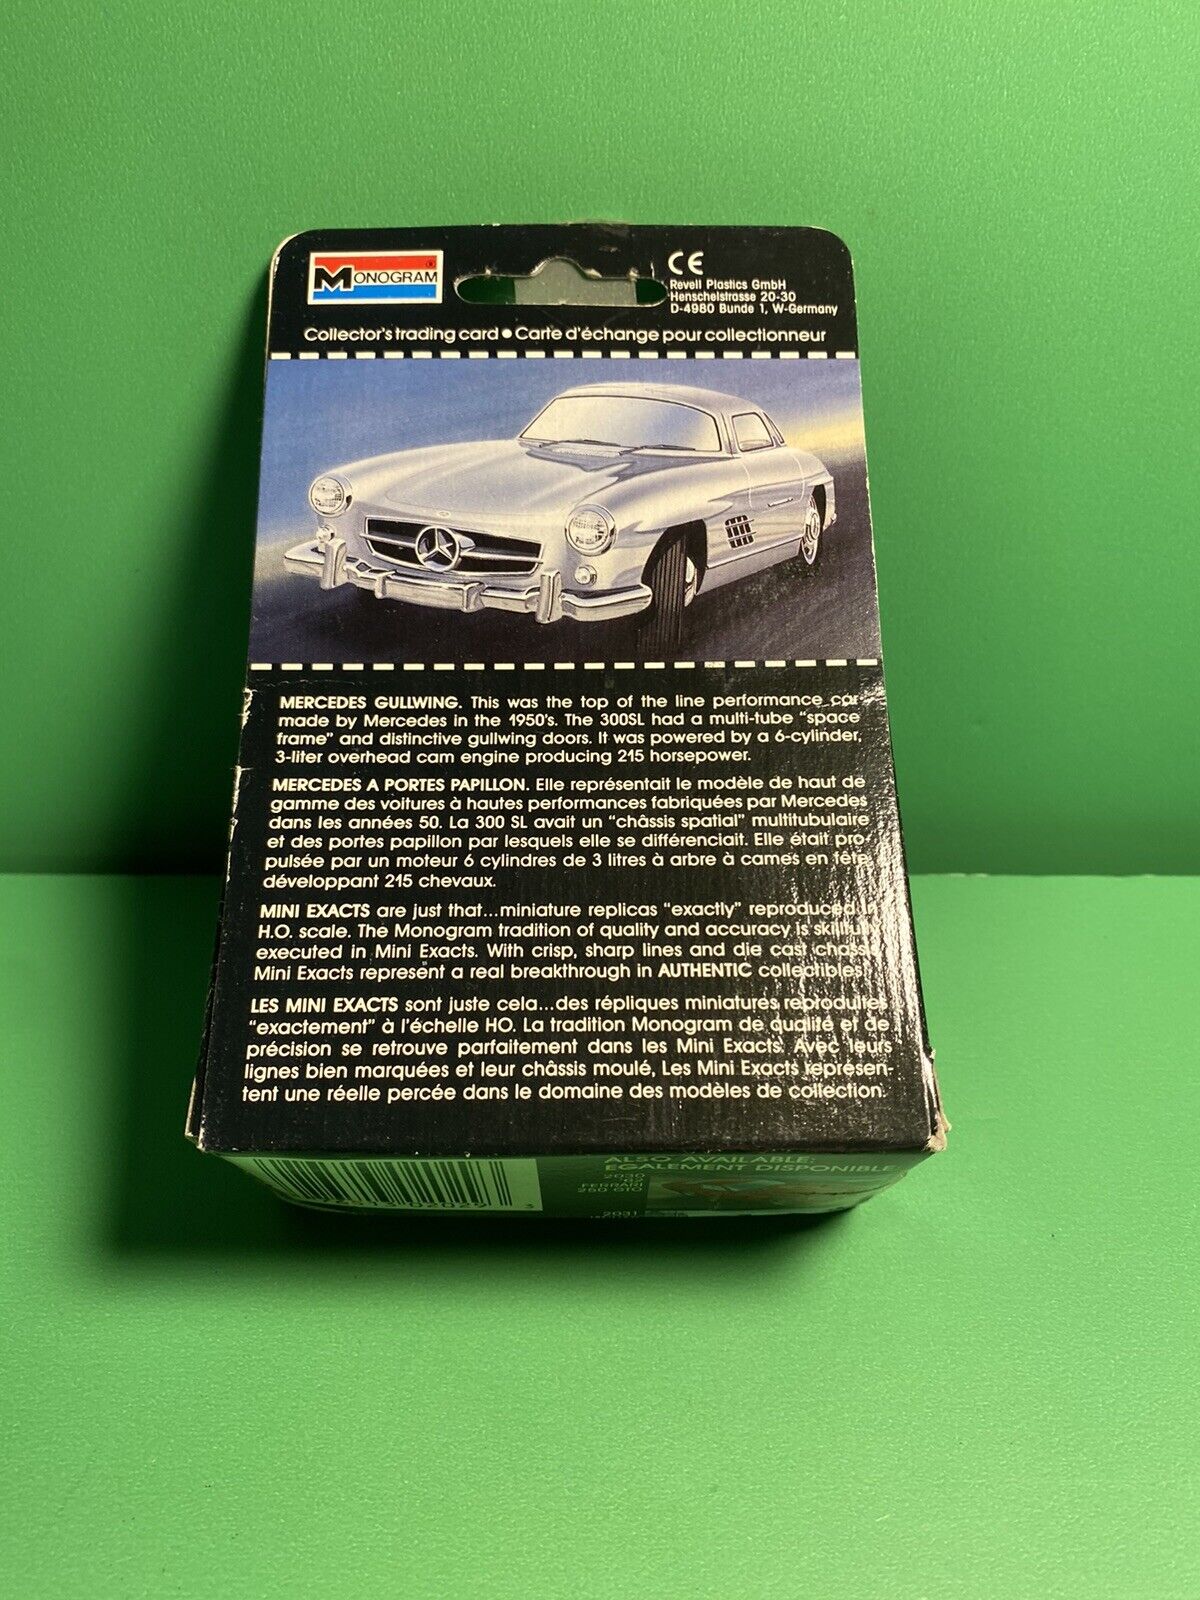 MONOGRAM ®
CE
Revell Plastics GmbH
Henschelstrasse 20-30
D-4980 Bunde 1, W-Germany
Collector's trading card • Carte d'échange pour collectionneur
MERCEDES GULLWING. This was the top of the line performance car
made by Mercedes in the 1950's. The 300SL had a multi-tube "space
frame" and distinctive gullwing doors. It was powered by a 6-cylinder,
3-liter overhead cam engine producing 215 horsepower.
MERCEDES A PORTES PAPILLON. Elle représentait le modèle de haut de
gamme des voitures à hautes performances fabriquées par Mercedes
dans les années 50. La 300 SL avait un "châssis spatial" multitubulaire
et des portes papillon par lesquels elle se différenciait. Elle était pro-
pulsée par un moteur 6 cylindres de 3 litres à arbre à cames en tête
développant 215 chevaux.
MINI EXACTS are just that...miniature replicas "exactly" reproduced in
H.O. scale. The Monogram tradition of quality and accuracy is
executed in Mini Exacts. With crisp, sharp lines and die cast
Mini Exacts represent a real breakthrough in AUTHENTIC collectibles.
LES MINI EXACTS sont juste cela...des répliques miniatures reproduites
"exactement" à l'échelle HO. La tradition Monogram de qualité et de
précision se retrouve parfaitement dans les Mini Exacts. Avec leurs
lignes bien marquées et leur châssis moulé, Les Mini Exacts représen-
tent une réelle percée dans le domaine des modèles de collection.
ALSO AVAILABLE:
EGALEMENT DISPONIBLE
2030
FERRARI
250 GTO
2031
02029 3